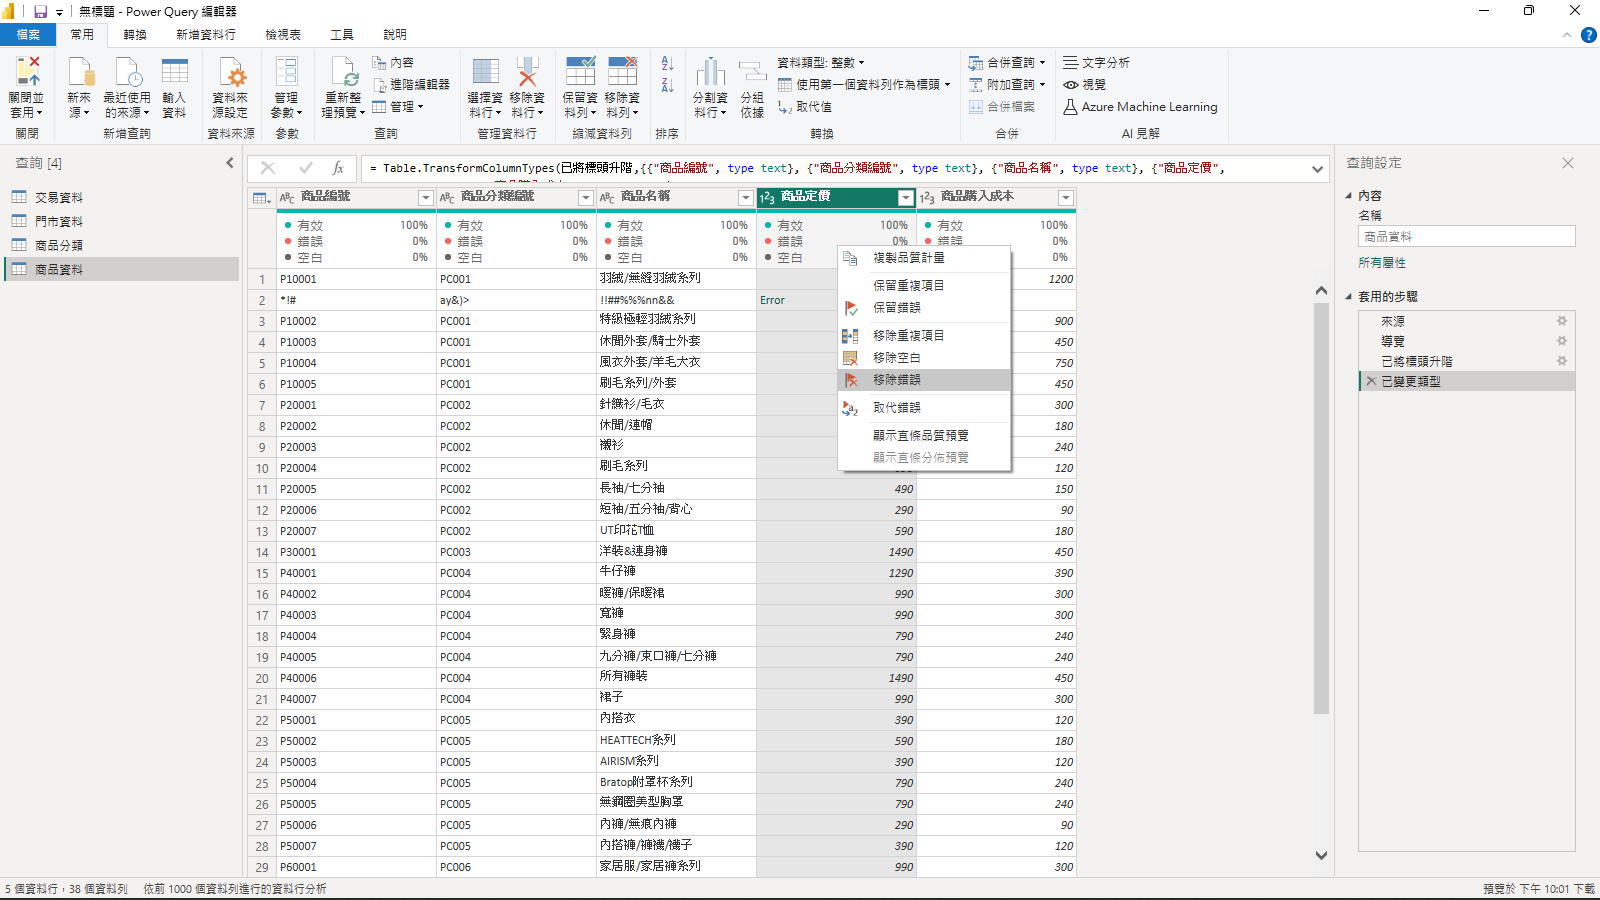 無標題 - Power Query 編輯器
檔案 常用 轉換 新增資料行 檢視表 工具 說明
關閉並套用 新來源 最近使用的來源 輸入資料 資料來源設定 管理參數 重新整理預覽 內容 進階編輯器 管理 選擇資料行 移除資料行 保留資料列 移除資料列 分割資料行 分組依據 資料類型: 整數 使用第一個資料列作為標頭 取代值 合併查詢 附加查詢 合併檔案 文字分析 視覺 Azure Machine Learning
關閉 新增查詢 資料來源 參數 查詢 管理資料行 縮減資料列 排序 轉換 合併 AI 見解
查詢 [4]
交易資料
門市資料
商品分類
商品資料
= Table.TransformColumnTypes(已將標頭升階,{{"商品編號", type text}, {"商品分類編號", type text}, {"商品名稱", type text}, {"商品定價",
商品編號 商品分類編號 商品名稱 商品定價 商品購入成本
有效 100% 有效 100% 有效 100% 有效 100% 有效 100%
錯誤 0% 錯誤 0% 錯誤 0% 錯誤 0% 錯誤 0%
空白 0% 空白 0% 空白 0% 空白 0%
1 P10001 PC001 羽絨/無縫羽絨系列 1200
2 *!# ay&)> !!##%%%nn&& Error
3 P10002 PC001 特級極輕羽絨系列 900
4 P10003 PC001 休閒外套/騎士外套 450
5 P10004 PC001 風衣外套/羊毛大衣 750
6 P10005 PC001 刷毛系列/外套 450
7 P20001 PC002 針織衫/毛衣 300
8 P20002 PC002 休閒/連帽 180
9 P20003 PC002 襯衫 240
10 P20004 PC002 刷毛系列 120
11 P20005 PC002 長袖/七分袖 490 150
12 P20006 PC002 短袖/五分袖/背心 290 90
13 P20007 PC002 UT印花T恤 590 180
14 P30001 PC003 洋裝&連身褲 1490 450
15 P40001 PC004 牛仔褲 1290 390
16 P40002 PC004 暖褲/保暖裙 990 300
17 P40003 PC004 寬褲 990 300
18 P40004 PC004 緊身褲 790 240
19 P40005 PC004 九分褲/束口褲/七分褲 790 240
20 P40006 PC004 所有褲裝 1490 450
21 P40007 PC004 裙子 990 300
22 P50001 PC005 內搭衣 390 120
23 P50002 PC005 HEATTECH系列 590 180
24 P50003 PC005 AIRISM系列 390 120
25 P50004 PC005 Bratop附罩杯系列 790 240
26 P50005 PC005 無鋼圈美型胸罩 790 240
27 P50006 PC005 內褲/無痕內褲 290 90
28 P50007 PC005 內搭褲/褲襪/襪子 390 120
29 P60001 PC006 家居服/家居褲系列 990 300
複製品質計量
保留重複項目
保留錯誤
移除重複項目
移除空白
移除錯誤
取代錯誤
顯示直條品質預覽
顯示直條分佈預覽
查詢設定
內容
名稱
商品資料
所有屬性
套用的步驟
來源
導覽
已將標頭升階
已變更類型
5 個資料行，38 個資料列 依前 1000 個資料列進行的資料行分析
預覽於 下午 10:01 下載